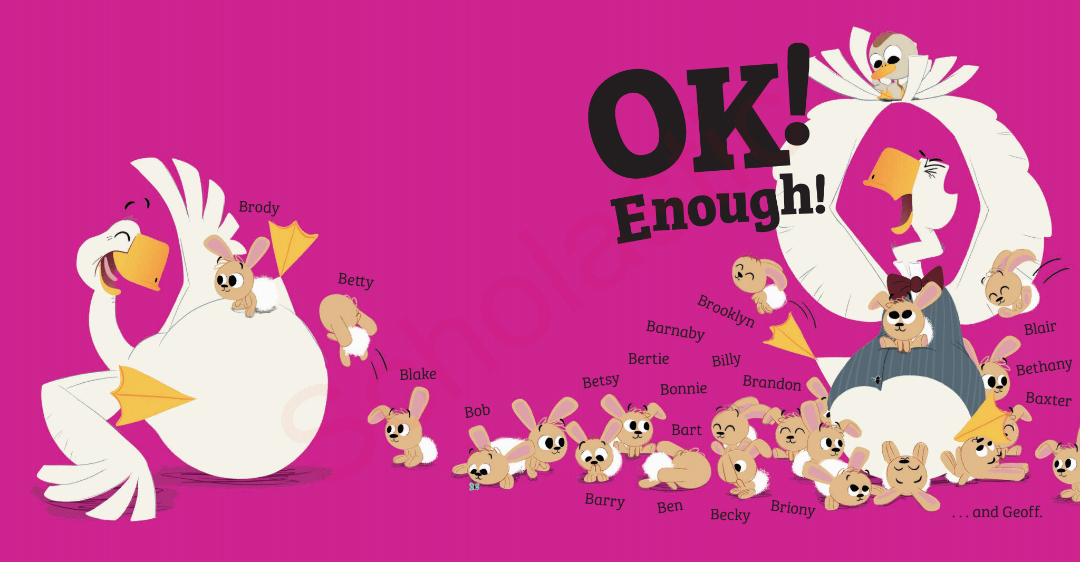 OK!
Enough!
Brody
Betty
Blake
Bob
Brooklyn
Barnaby
Bertie
Billy
Betsy
Bonnie
Brandon
Bart
Barry
Ben
Becky
Briony
Blair
Bethany
Baxter
. . . and Geoff.
Scholastic